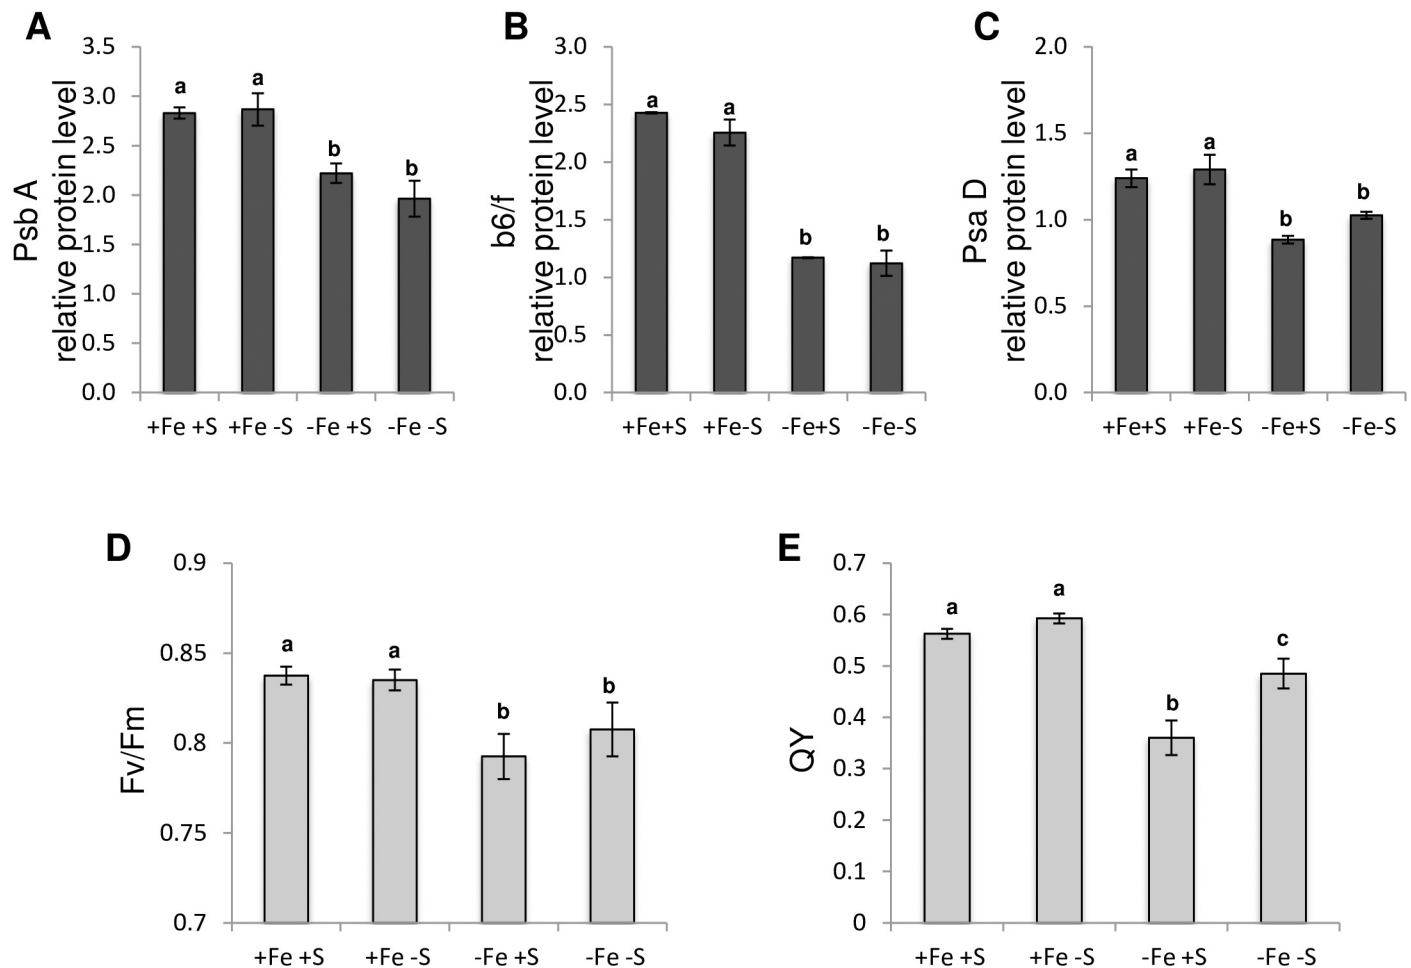 A
Psb A
relative protein level
3.5
3.0
2.5
2.0
1.5
1.0
0.5
0.0
a
a
b
b
+Fe +S +Fe -S -Fe +S -Fe -S
B
b6/f
relative protein level
3.0
2.5
2.0
1.5
1.0
0.5
0.0
a
a
b
b
+Fe+S +Fe-S -Fe+S -Fe-S
C
Psa D
relative protein level
2.0
1.5
1.0
0.5
0.0
a
a
b
b
+Fe+S +Fe-S -Fe+S -Fe-S
D
Fv/Fm
0.9
0.85
0.8
0.75
0.7
a
a
b
b
+Fe +S +Fe -S -Fe +S -Fe -S
E
QY
0.7
0.6
0.5
0.4
0.3
0.2
0.1
0
a
a
b
c
+Fe +S +Fe -S -Fe +S -Fe -S